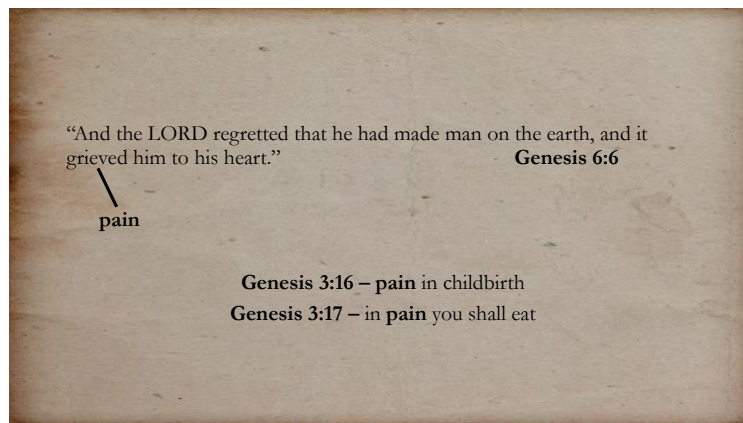 “And the LORD regretted that he had made man on the earth, and it
grieved him to his heart.” Genesis 6:6
pain
Genesis 3:16 – pain in childbirth
Genesis 3:17 – in pain you shall eat